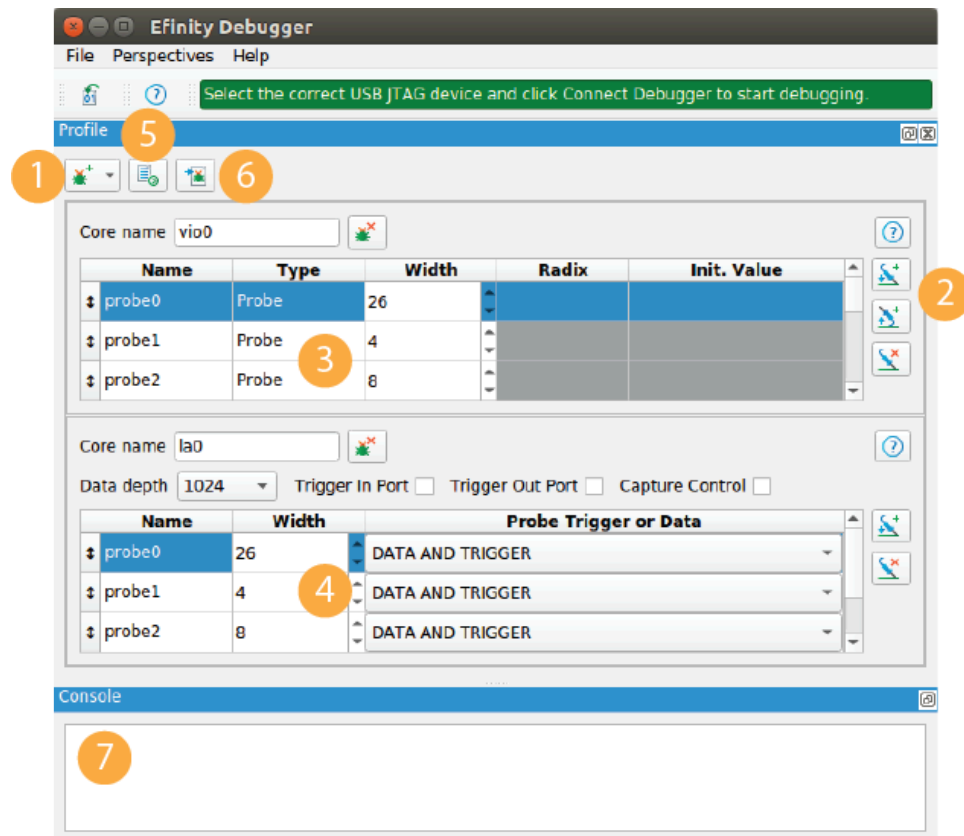 Efinity Debugger
File Perspectives Help
Select the correct USB JTAG device and click Connect Debugger to start debugging.
Profile
5
1
6
Core name vio0
Name Type Width Radix Init. Value
2
probe0 Probe 26
probe1 Probe 4
3
probe2 Probe 8
Core name la0
Data depth 1024 Trigger In Port Trigger Out Port Capture Control
Name Width Probe Trigger or Data
probe0 26 DATA AND TRIGGER
probe1 4 4 DATA AND TRIGGER
probe2 8 DATA AND TRIGGER
Console
7